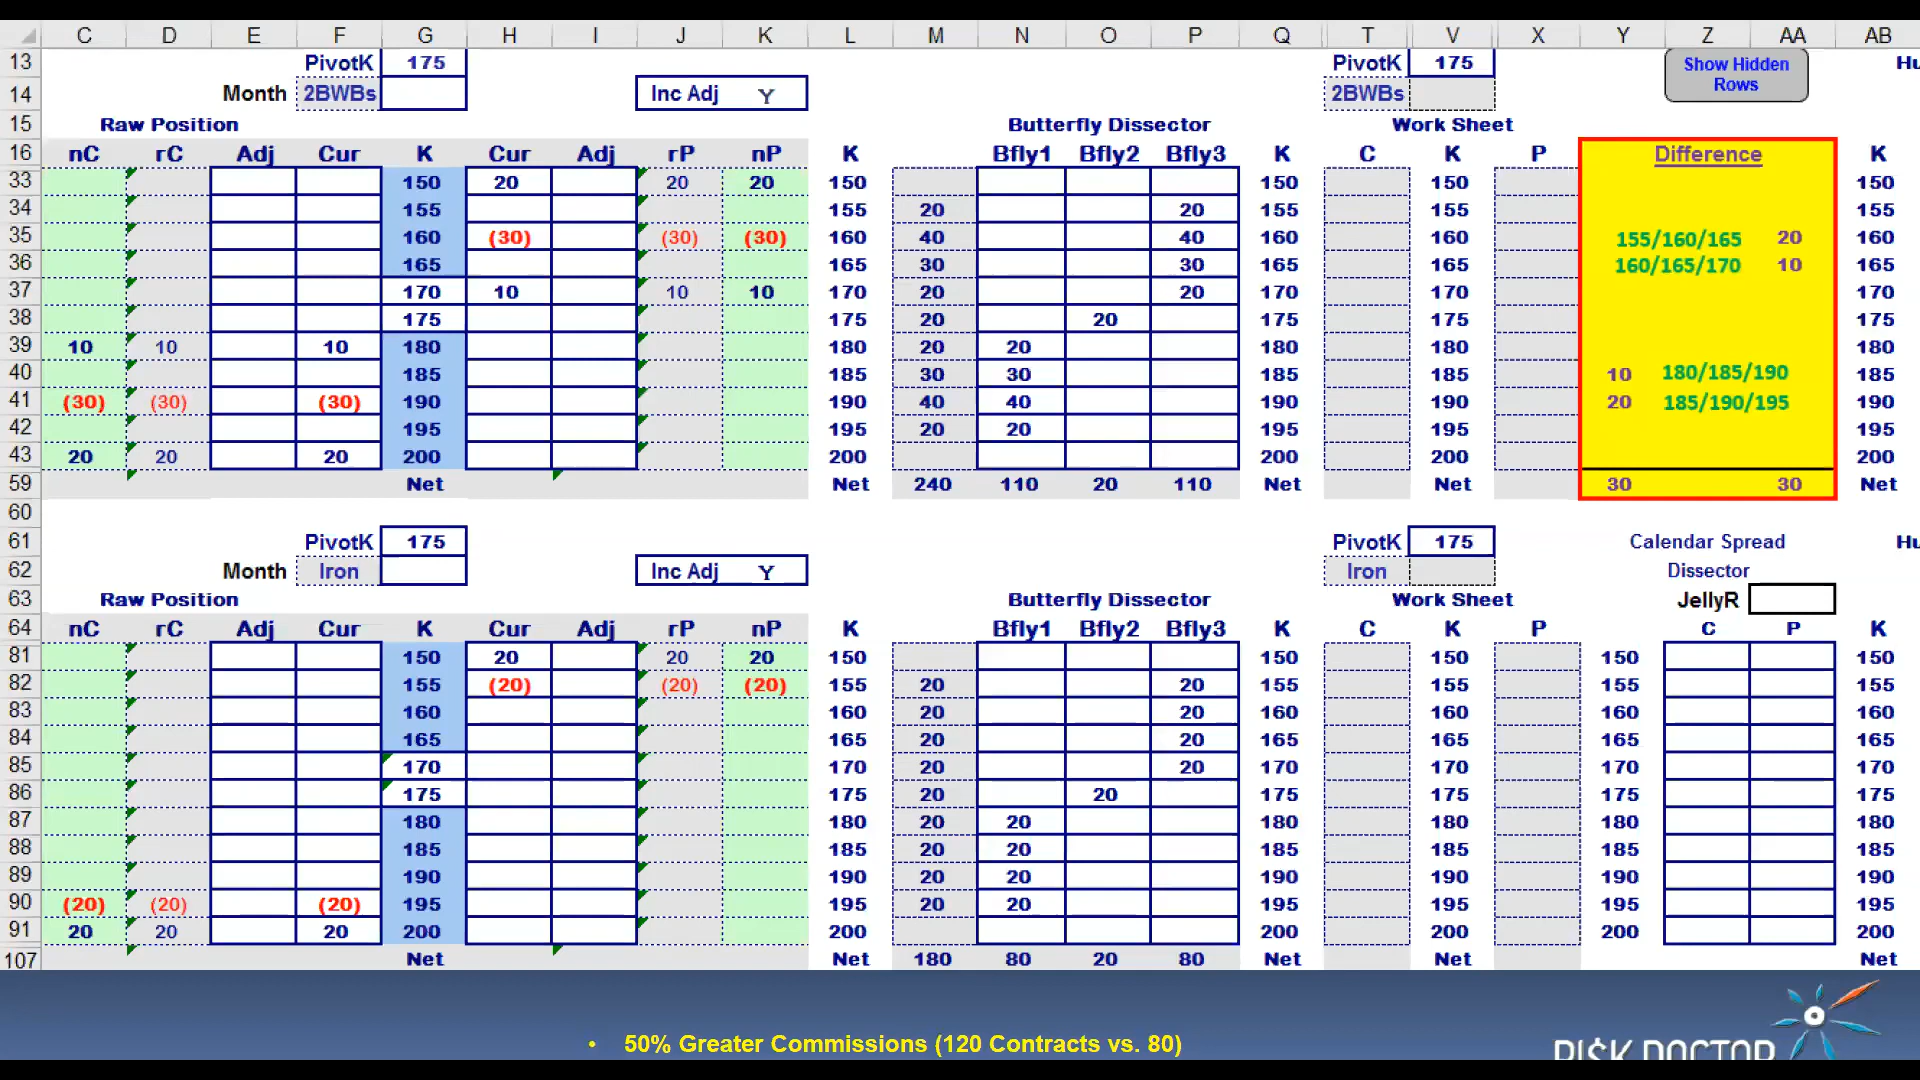 C D E F G H I J K L M N O P Q T V X Y Z AA AB
13 PivotK 175 PivotK 175 Show Hidden Rows Hu
14 Month 2BWBs Inc Adj Y 2BWBs
15 Raw Position Butterfly Dissector Work Sheet
16 nC rC Adj Cur K Cur Adj rP nP K Bfly1 Bfly2 Bfly3 K C K P Difference K
33 150 20 20 20 150 150 150 150
34 155 155 20 20 155 155 155
35 160 (30) (30) (30) 160 40 40 160 160 155/160/165 20 160
36 165 165 30 30 165 165 160/165/170 10 165
37 170 10 10 10 170 20 20 170 170 170
38 175 175 20 20 175 175 175
39 10 10 10 180 180 20 20 180 180 180
40 185 185 30 30 185 185 10 180/185/190 185
41 (30) (30) (30) 190 190 40 40 190 190 20 185/190/195 190
42 195 195 20 20 195 195 195
43 20 20 20 200 200 200 200 200
59 Net Net 240 110 20 110 Net Net 30 30 Net
60
61 PivotK 175 PivotK 175 Calendar Spread Hu
62 Month Iron Inc Adj Y Iron Dissector
63 Raw Position Butterfly Dissector Work Sheet JellyR
64 nC rC Adj Cur K Cur Adj rP nP K Bfly1 Bfly2 Bfly3 K C K P C P K
81 150 20 20 20 150 150 150 150 150
82 155 (20) (20) (20) 155 20 20 155 155 155 155
83 160 160 20 20 160 160 160 160
84 165 165 20 20 165 165 165 165
85 170 170 20 20 170 170 170 170
86 175 175 20 20 175 175 175 175
87 180 180 20 20 180 180 180 180
88 185 185 20 20 185 185 185 185
89 190 190 20 20 190 190 190 190
90 (20) (20) (20) 195 195 20 20 195 195 195 195
91 20 20 20 200 200 200 200 200 200
107 Net Net 180 80 20 80 Net Net Net
• 50% Greater Commissions (120 Contracts vs. 80)
RI$K DOCTOR